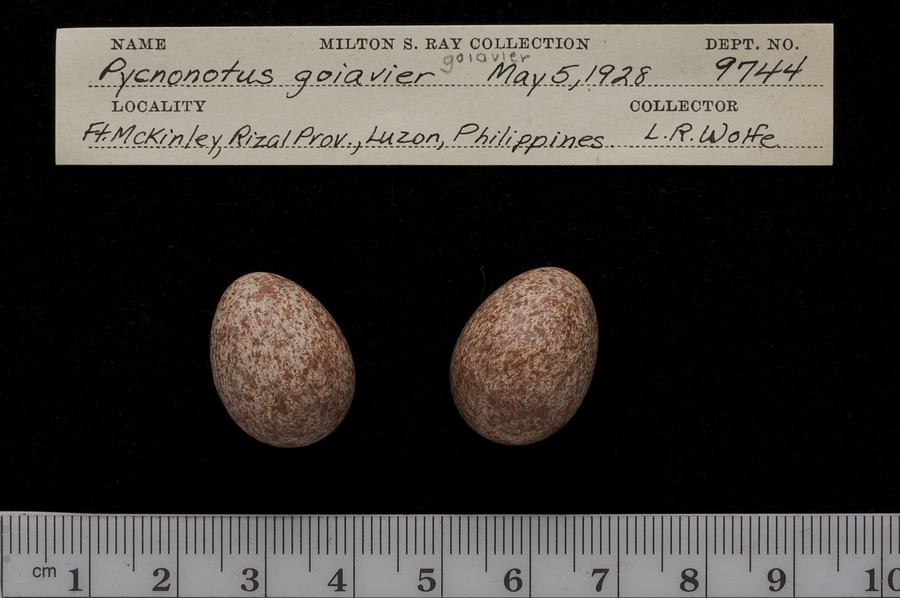 NAME MILTON S. RAY COLLECTION DEPT. NO.
goiavier
Pycnonotus goiavier May 5, 1928 9744
LOCALITY COLLECTOR
Ft. McKinley, Rizal Prov., Luzon, Philippines. L. R. Wolfe
cm 1 2 3 4 5 6 7 8 9 10